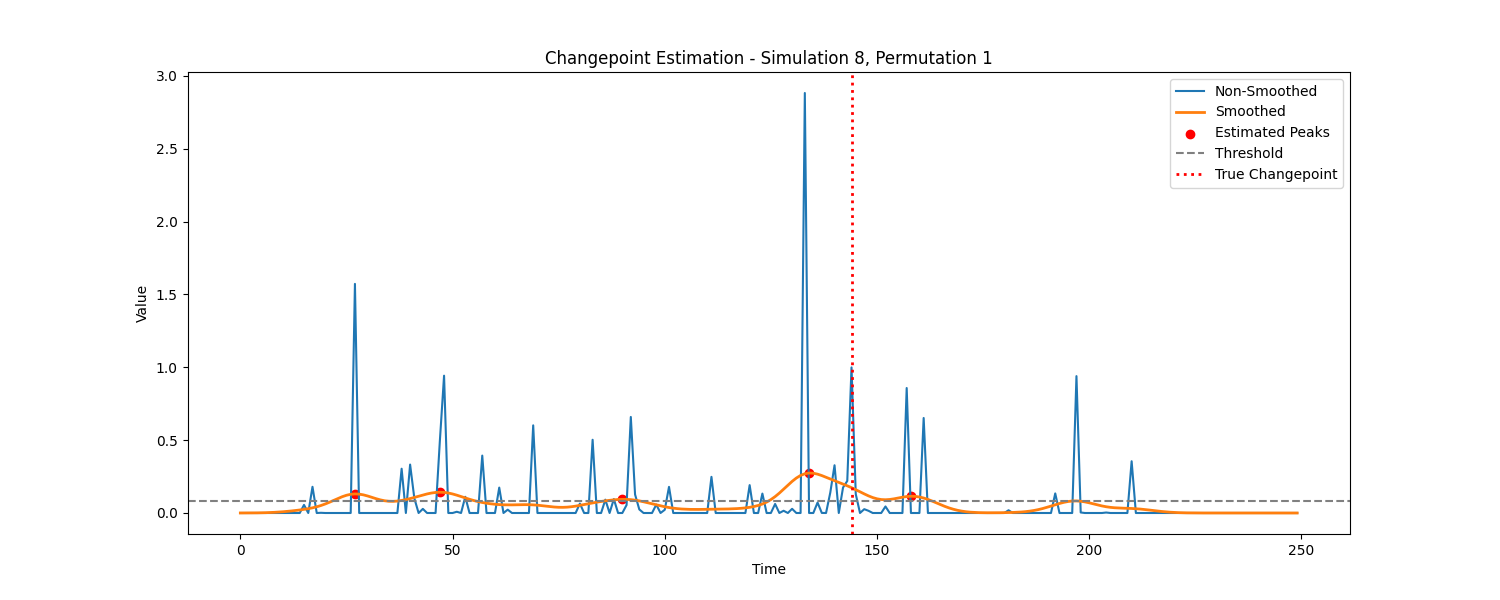 Changepoint Estimation - Simulation 8, Permutation 1
3.0
2.5
2.0
1.5
1.0
0.5
0.0
Value
0
50
100
150
200
250
Time
Non-Smoothed
Smoothed
Estimated Peaks
Threshold
True Changepoint